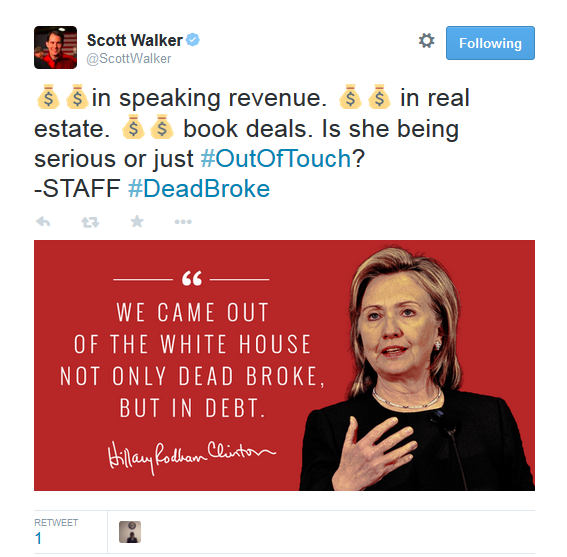 Scott Walker
@ScottWalker
Following
💰💰in speaking revenue. 💰💰 in real
estate. 💰💰 book deals. Is she being
serious or just #OutOfTouch?
-STAFF #DeadBroke
“
WE CAME OUT
OF THE WHITE HOUSE
NOT ONLY DEAD BROKE,
BUT IN DEBT.
Hillary Rodham Clinton
RETWEET
1